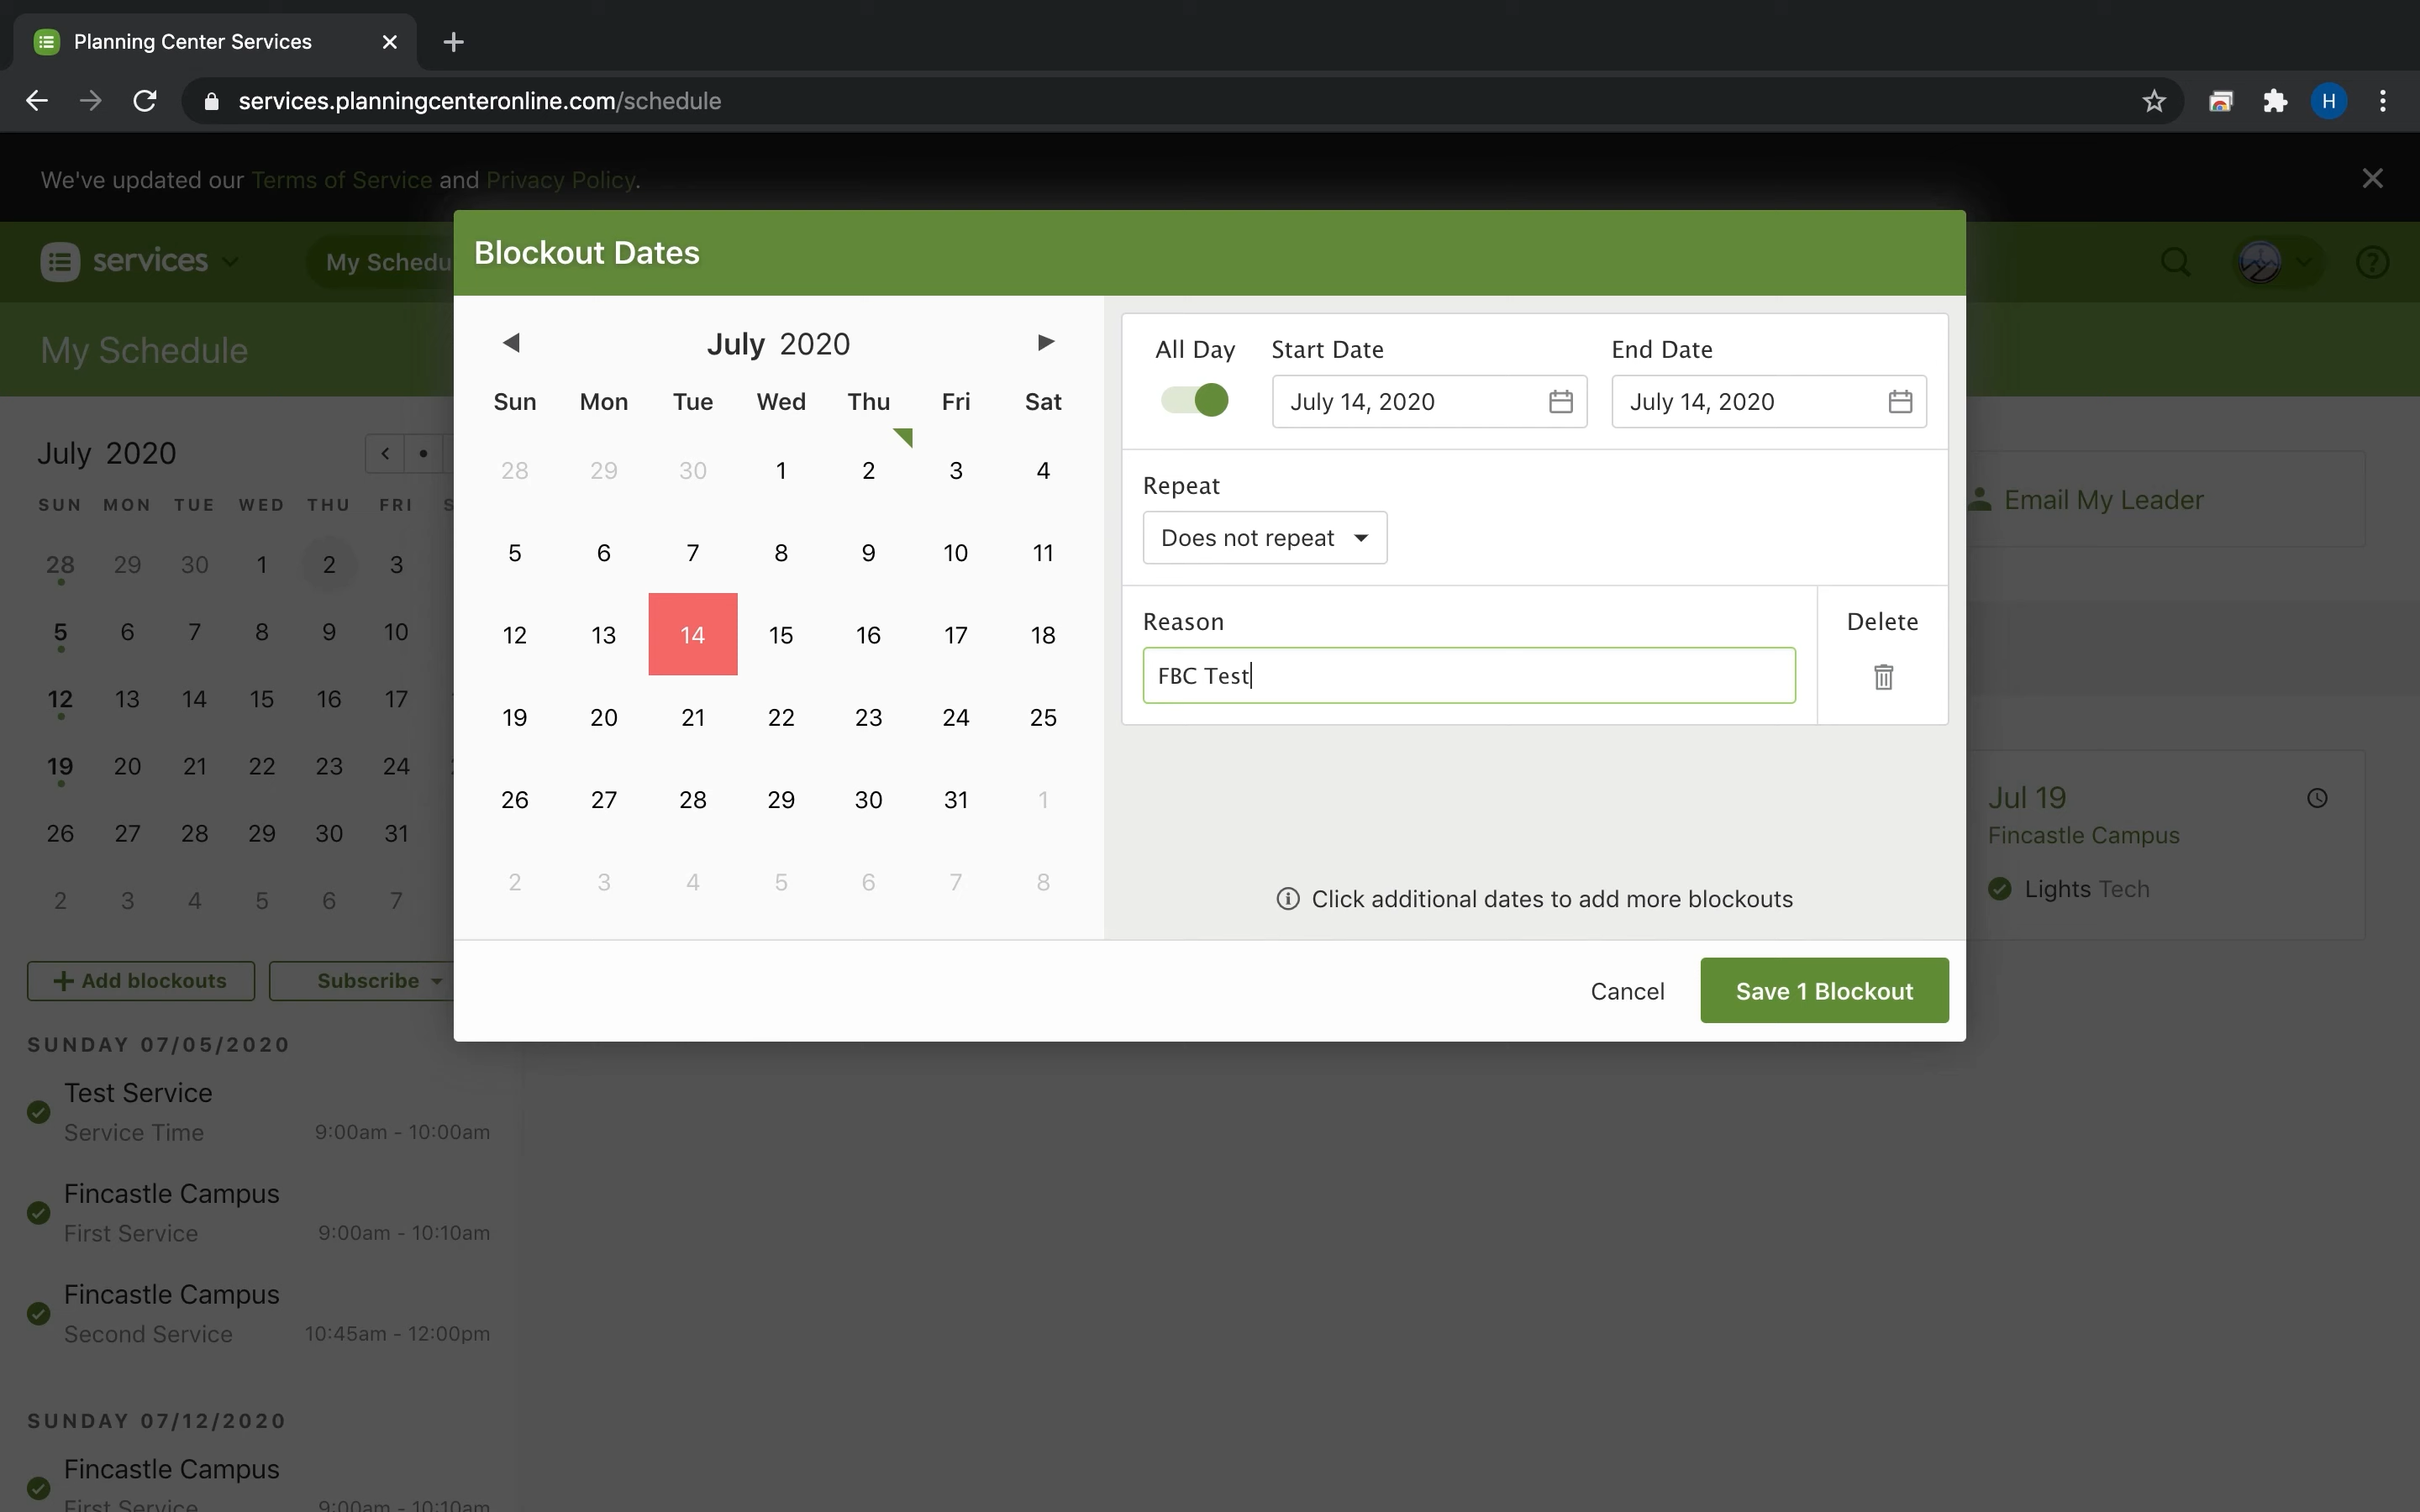 Planning Center Services
services.planningcenteronline.com/schedule
H
We've updated our Terms of Service and Privacy Policy.
services
My Schedu
My Schedule
July 2020
SUN MON TUE WED THU FRI S
28 29 30 1 2 3
5 6 7 8 9 10
12 13 14 15 16 17
19 20 21 22 23 24
26 27 28 29 30 31
2 3 4 5 6 7
Add blockouts
Subscribe
SUNDAY 07/05/2020
Test Service
Service Time 9:00am - 10:00am
Fincastle Campus
First Service 9:00am - 10:10am
Fincastle Campus
Second Service 10:45am - 12:00pm
SUNDAY 07/12/2020
Fincastle Campus
First Service 9:00am - 10:10am
Blockout Dates
July 2020
Sun Mon Tue Wed Thu Fri Sat
28 29 30 1 2 3 4
5 6 7 8 9 10 11
12 13 14 15 16 17 18
19 20 21 22 23 24 25
26 27 28 29 30 31 1
2 3 4 5 6 7 8
All Day Start Date End Date
July 14, 2020 July 14, 2020
Repeat
Does not repeat
Reason Delete
FBC Test
Click additional dates to add more blockouts
Cancel Save 1 Blockout
Email My Leader
Jul 19
Fincastle Campus
Lights Tech